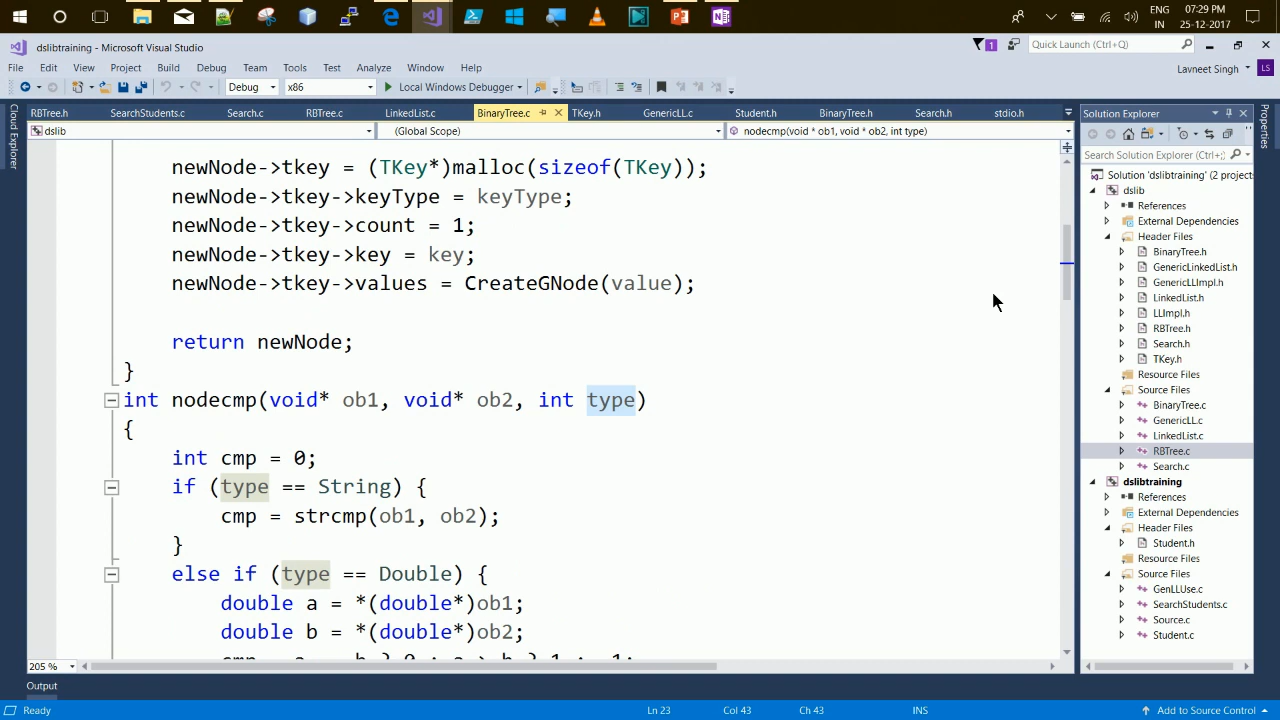 07:29 PM
ENG
IN
25-12-2017
dslibtraining - Microsoft Visual Studio
1
Quick Launch (Ctrl+Q)
File Edit View Project Build Debug Team Tools Test Analyze Window Help
Lavneet Singh
LS
Debug x86 Local Windows Debugger
RBTree.h SearchStudents.c Search.c RBTree.c LinkedList.c BinaryTree.c TKey.h GenericLL.c Student.h BinaryTree.h Search.h stdio.h
dslib (Global Scope) nodecmp(void * ob1, void * ob2, int type)
Cloud Explorer
newNode->tkey = (TKey*)malloc(sizeof(TKey));
newNode->tkey->keyType = keyType;
newNode->tkey->count = 1;
newNode->tkey->key = key;
newNode->tkey->values = CreateGNode(value);
return newNode;
}
int nodecmp(void* ob1, void* ob2, int type)
{
int cmp = 0;
if (type == String) {
cmp = strcmp(ob1, ob2);
}
else if (type == Double) {
double a = *(double*)ob1;
double b = *(double*)ob2;
205 %
Solution Explorer
Search Solution Explorer (Ctrl+;)
Solution 'dslibtraining' (2 project
dslib
References
External Dependencies
Header Files
BinaryTree.h
GenericLinkedList.h
GenericLLImpl.h
LinkedList.h
LLImpl.h
RBTree.h
Search.h
TKey.h
Resource Files
Source Files
BinaryTree.c
GenericLL.c
LinkedList.c
RBTree.c
Search.c
dslibtraining
References
External Dependencies
Header Files
Student.h
Resource Files
Source Files
GenLLUse.c
SearchStudents.c
Source.c
Student.c
Properties
Output
Ready Ln 23 Col 43 Ch 43 INS Add to Source Control